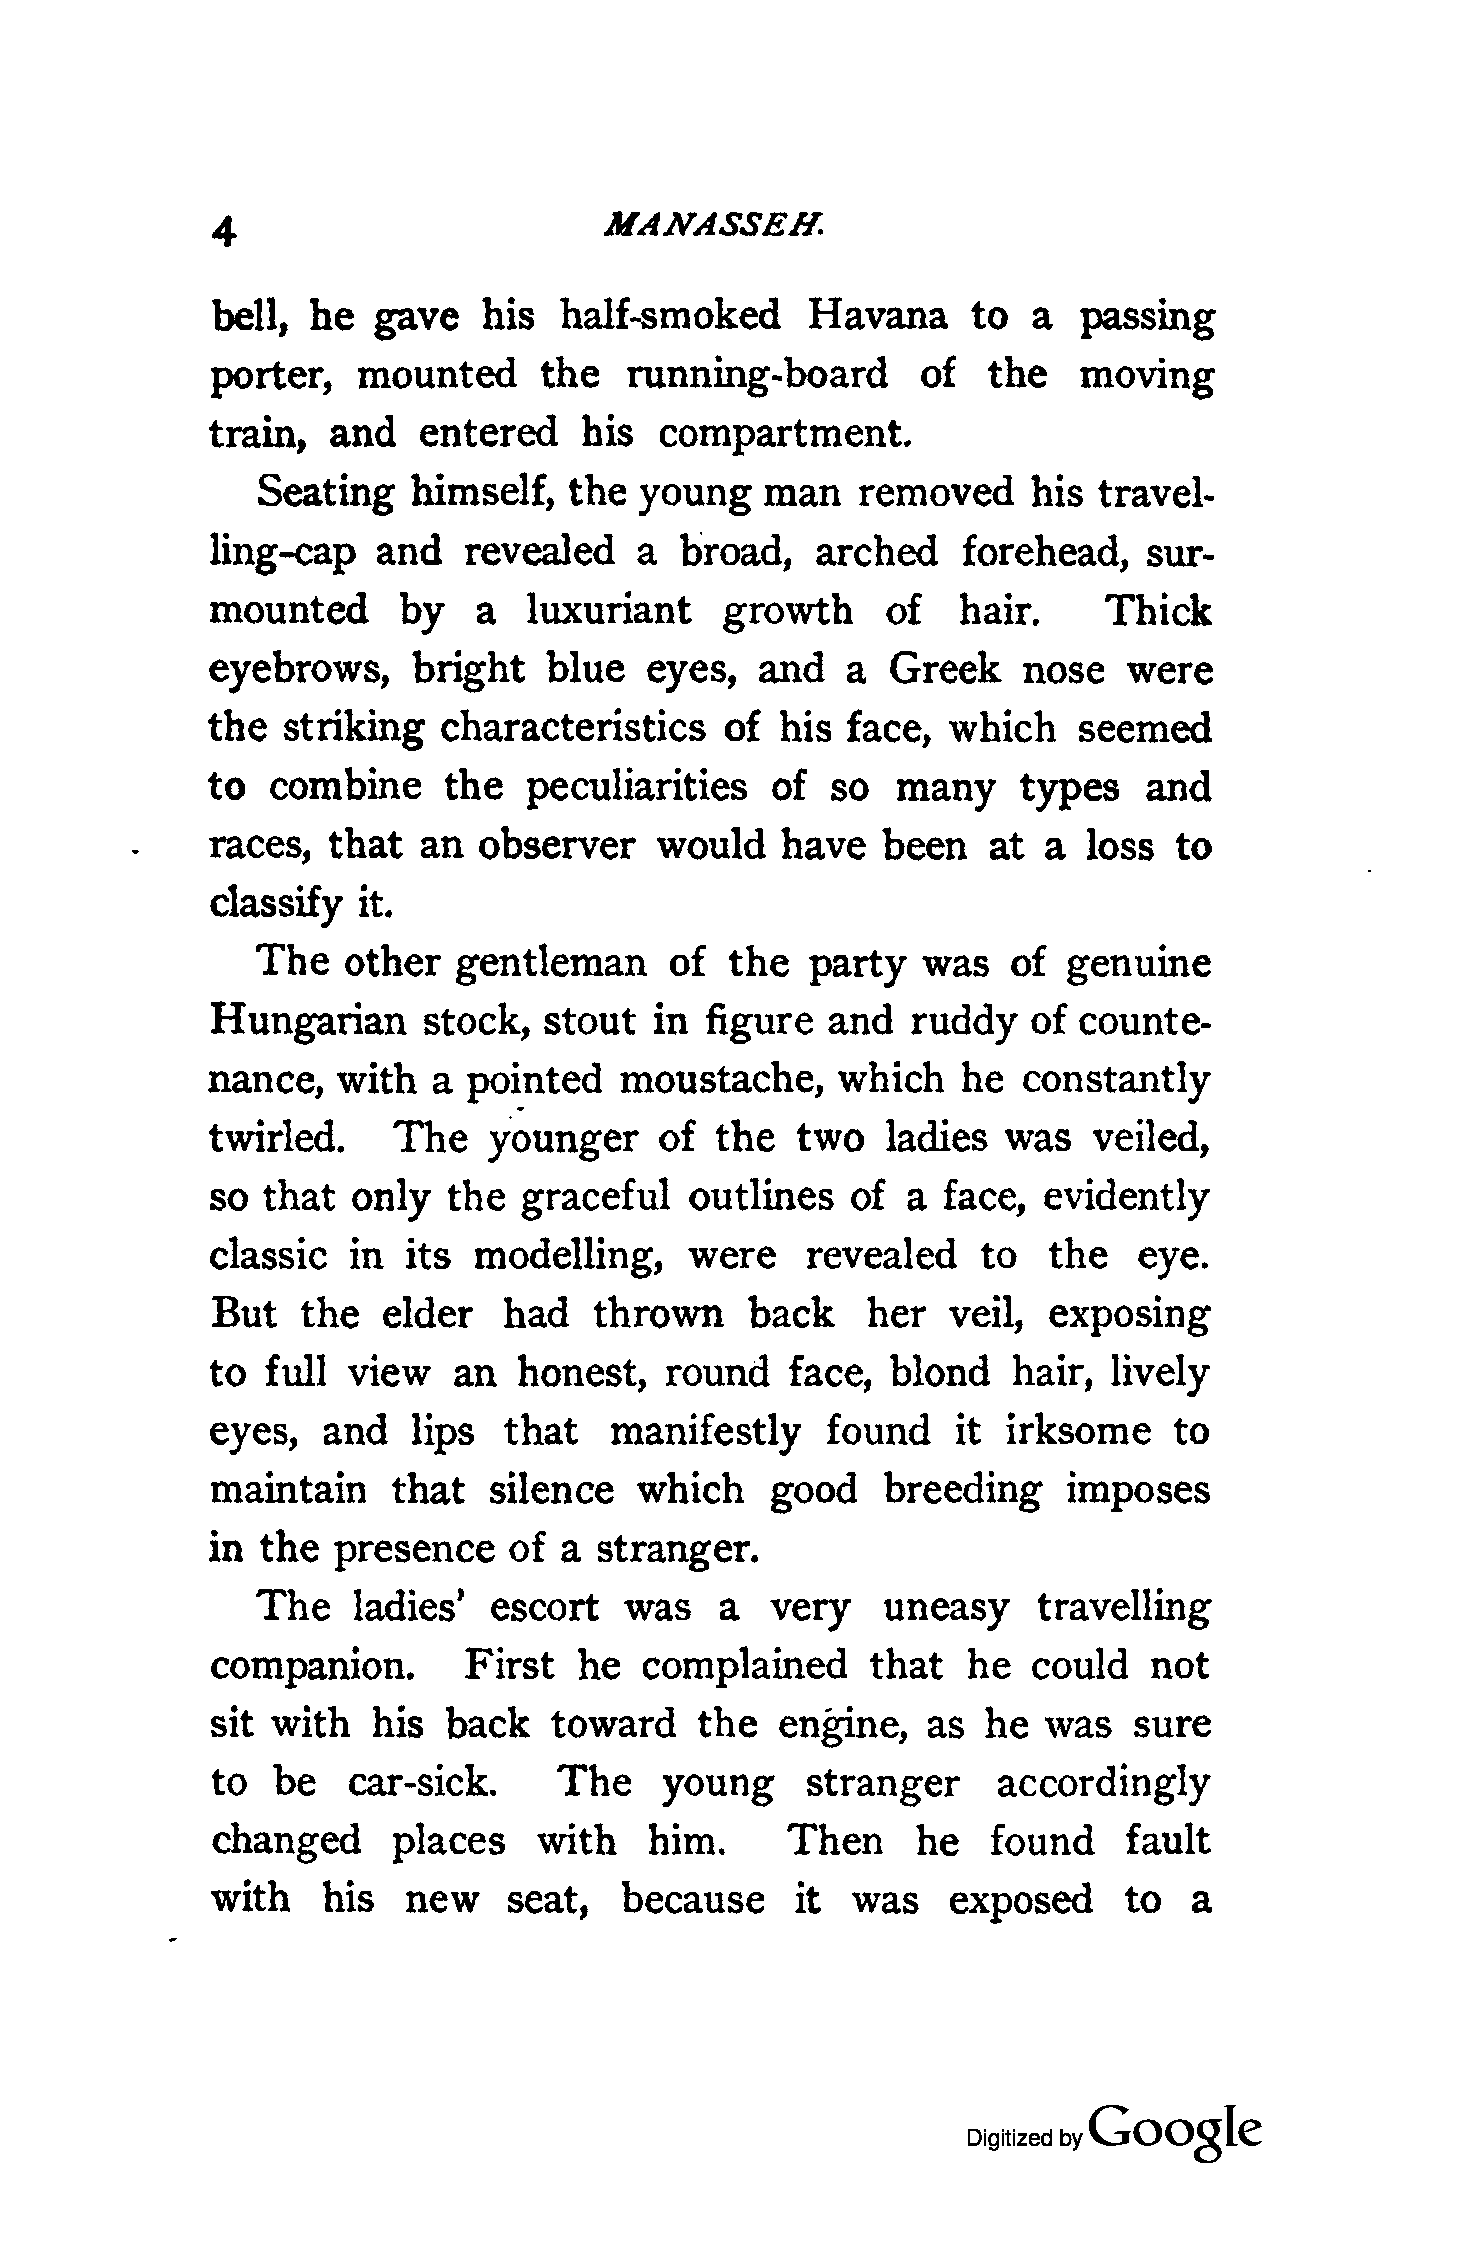 4 MANASSEH.
bell, he gave his half-smoked Havana to a passing
porter, mounted the running-board of the moving
train, and entered his compartment.
Seating himself, the young man removed his travel-
ling-cap and revealed a broad, arched forehead, sur-
mounted by a luxuriant growth of hair. Thick
eyebrows, bright blue eyes, and a Greek nose were
the striking characteristics of his face, which seemed
to combine the peculiarities of so many types and
races, that an observer would have been at a loss to
classify it.
The other gentleman of the party was of genuine
Hungarian stock, stout in figure and ruddy of counte-
nance, with a pointed moustache, which he constantly
twirled. The younger of the two ladies was veiled,
so that only the graceful outlines of a face, evidently
classic in its modelling, were revealed to the eye.
But the elder had thrown back her veil, exposing
to full view an honest, round face, blond hair, lively
eyes, and lips that manifestly found it irksome to
maintain that silence which good breeding imposes
in the presence of a stranger.
The ladies' escort was a very uneasy travelling
companion. First he complained that he could not
sit with his back toward the engine, as he was sure
to be car-sick. The young stranger accordingly
changed places with him. Then he found fault
with his new seat, because it was exposed to a
Digitized by Google